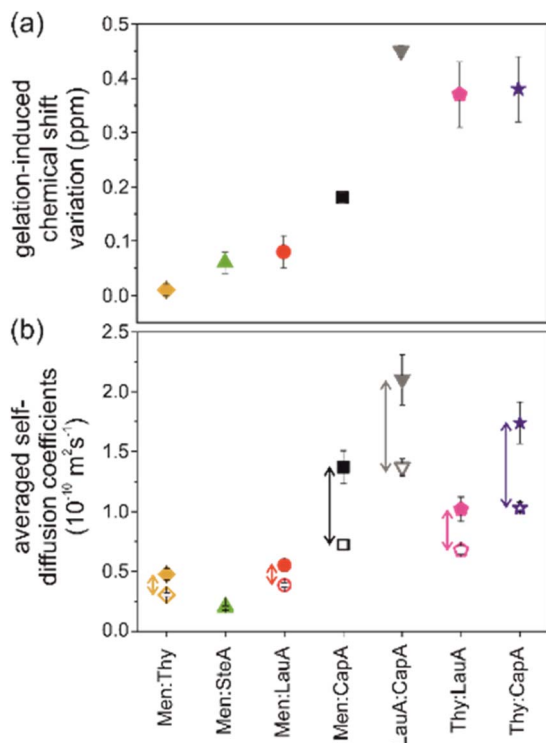 (a)
gelation-induced
chemical shift
variation (ppm)
0.5
0.4
0.3
0.2
0.1
0.0
(b)
averaged self-
diffusion coefficients
(10⁻¹⁰ m²s⁻¹)
2.5
2.0
1.5
1.0
0.5
0.0
Men:Thy
Men:SteA
Men:LauA
Men:CapA
LauA:CapA
Thy:LauA
Thy:CapA